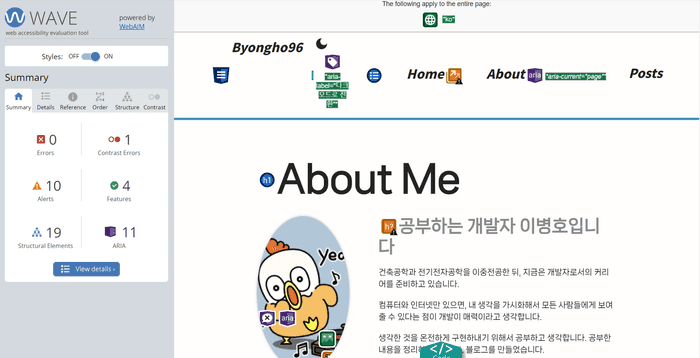 The following apply to the entire page:
"ko"
WAVE
powered by
WebAIM
web accessibility evaluation tool
Styles: OFF ON
Summary
Summary Details Reference Order Structure Contrast
0
Errors
1
Contrast Errors
10
Alerts
4
Features
19
Structural Elements
11
ARIA
View details ›
Byongho96
"aria-
Home About aria "aria-current="page" Posts
h1 About Me
공부하는 개발자 이병호입니
다
건축공학과 전기전자공학을 이중전공한 뒤, 지금은 개발자로서의 커리
어를 준비하고 있습니다.
컴퓨터와 인터넷만 있으면, 내 생각을 가시화해서 모든 사람들에게 보여
줄 수 있다는 점이 개발이 매력이라고 생각합니다.
생각한 것을 온전하게 구현하내기 위해서 공부하고 생각합니다. 공부한
내용을 정리
블로그를 만들었습니다.
Yeo
aria